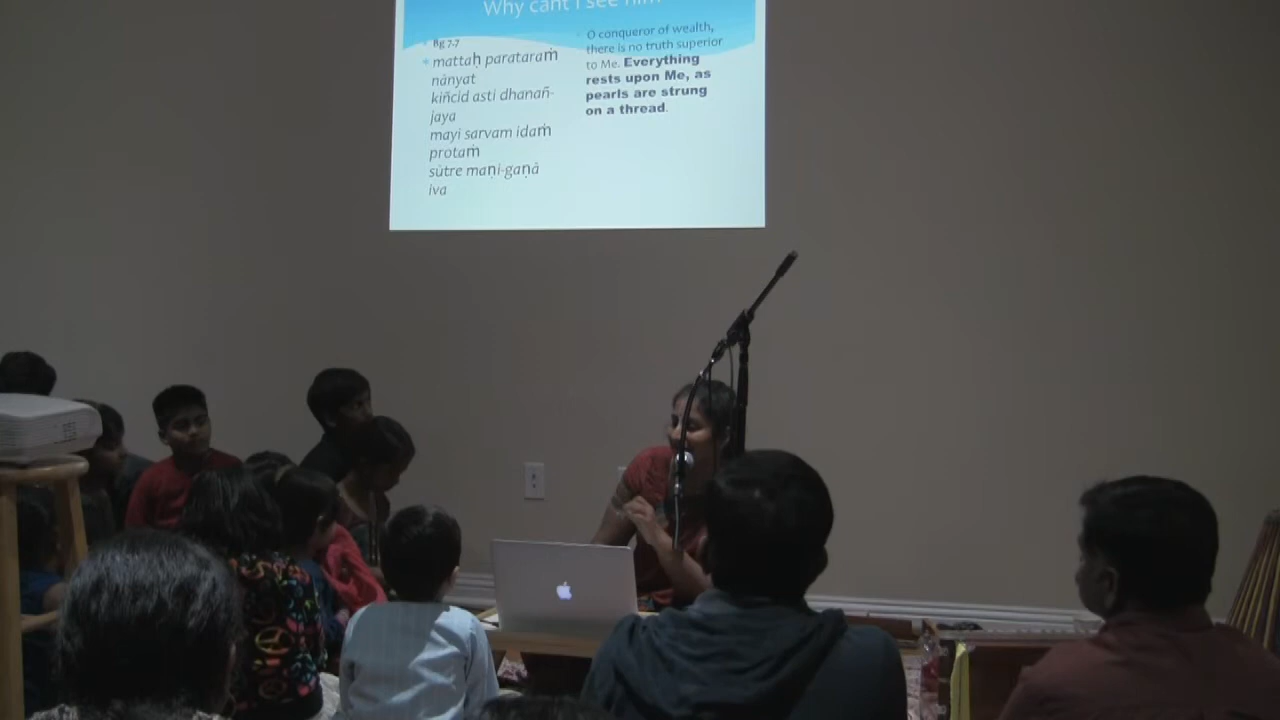 Why cant I see him
Bg 7.7
mattaḥ parataraṁ
nānyat
kiñcid asti dhanañ-
jaya
mayi sarvam idaṁ
protaṁ
sūtre maṇi-gaṇā
iva
O conqueror of wealth,
there is no truth superior
to Me. Everything
rests upon Me, as
pearls are strung
on a thread.